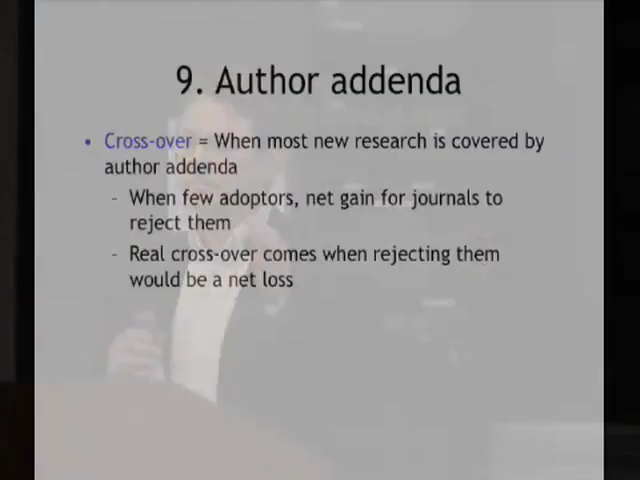 9. Author addenda
• Cross-over = When most new research is covered by
author addenda
- When few adoptors, net gain for journals to
reject them
- Real cross-over comes when rejecting them
would be a net loss